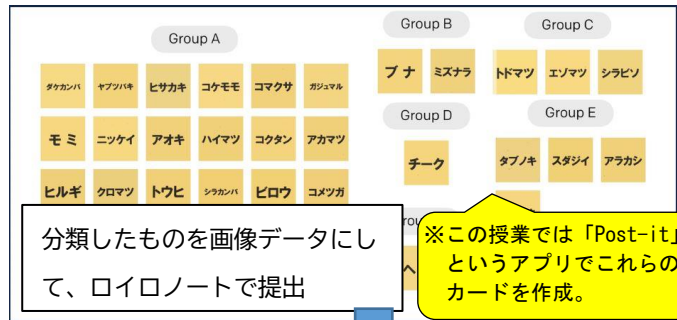 Group A
ダケカンバ ヤブツバキ ヒサカキ コケモモ コマクサ ガジュマル
モミ ニッケイ アオキ ハイマツ コクタン アカマツ
ヒルギ クロマツ トウヒ シラカンバ ビロウ コメツガ
Group B
ブナ ミズナラ
Group C
トドマツ エゾマツ シラビソ
Group D
チーク
Group E
タブノキ スダジイ アラカシ
分類したものを画像データにし
て、ロイロノートで提出
※この授業では「Post-it」
というアプリでこれらの
カードを作成。